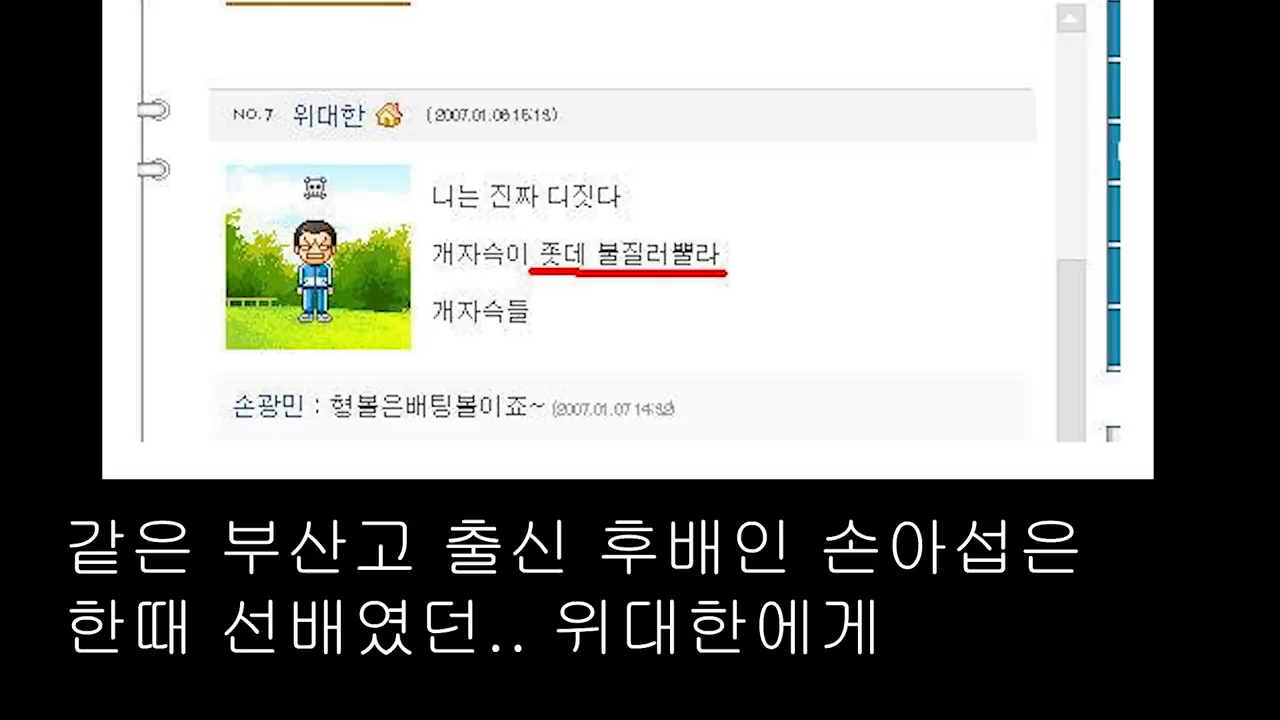 NO. 7 위대한 (2007.01.06 15:13)
니는 진짜 디짓다
개자슥이 좃데 불질러뿔라
개자슥들
손광민 : 형볼은배팅볼이죠~ (2007.01.07 14:32)
같은 부산고 출신 후배인 손아섭은
한때 선배였던.. 위대한에게